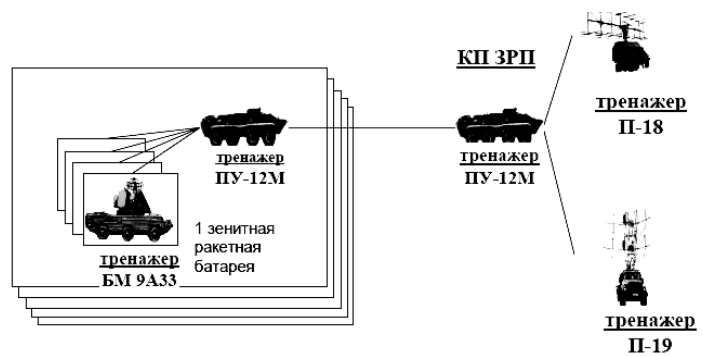 КП ЗРП
тренажер
П-18
тренажер
ПУ-12М
тренажер
ПУ-12М
1 зенитная
ракетная
батарея
тренажер
БМ 9А33
тренажер
П-19